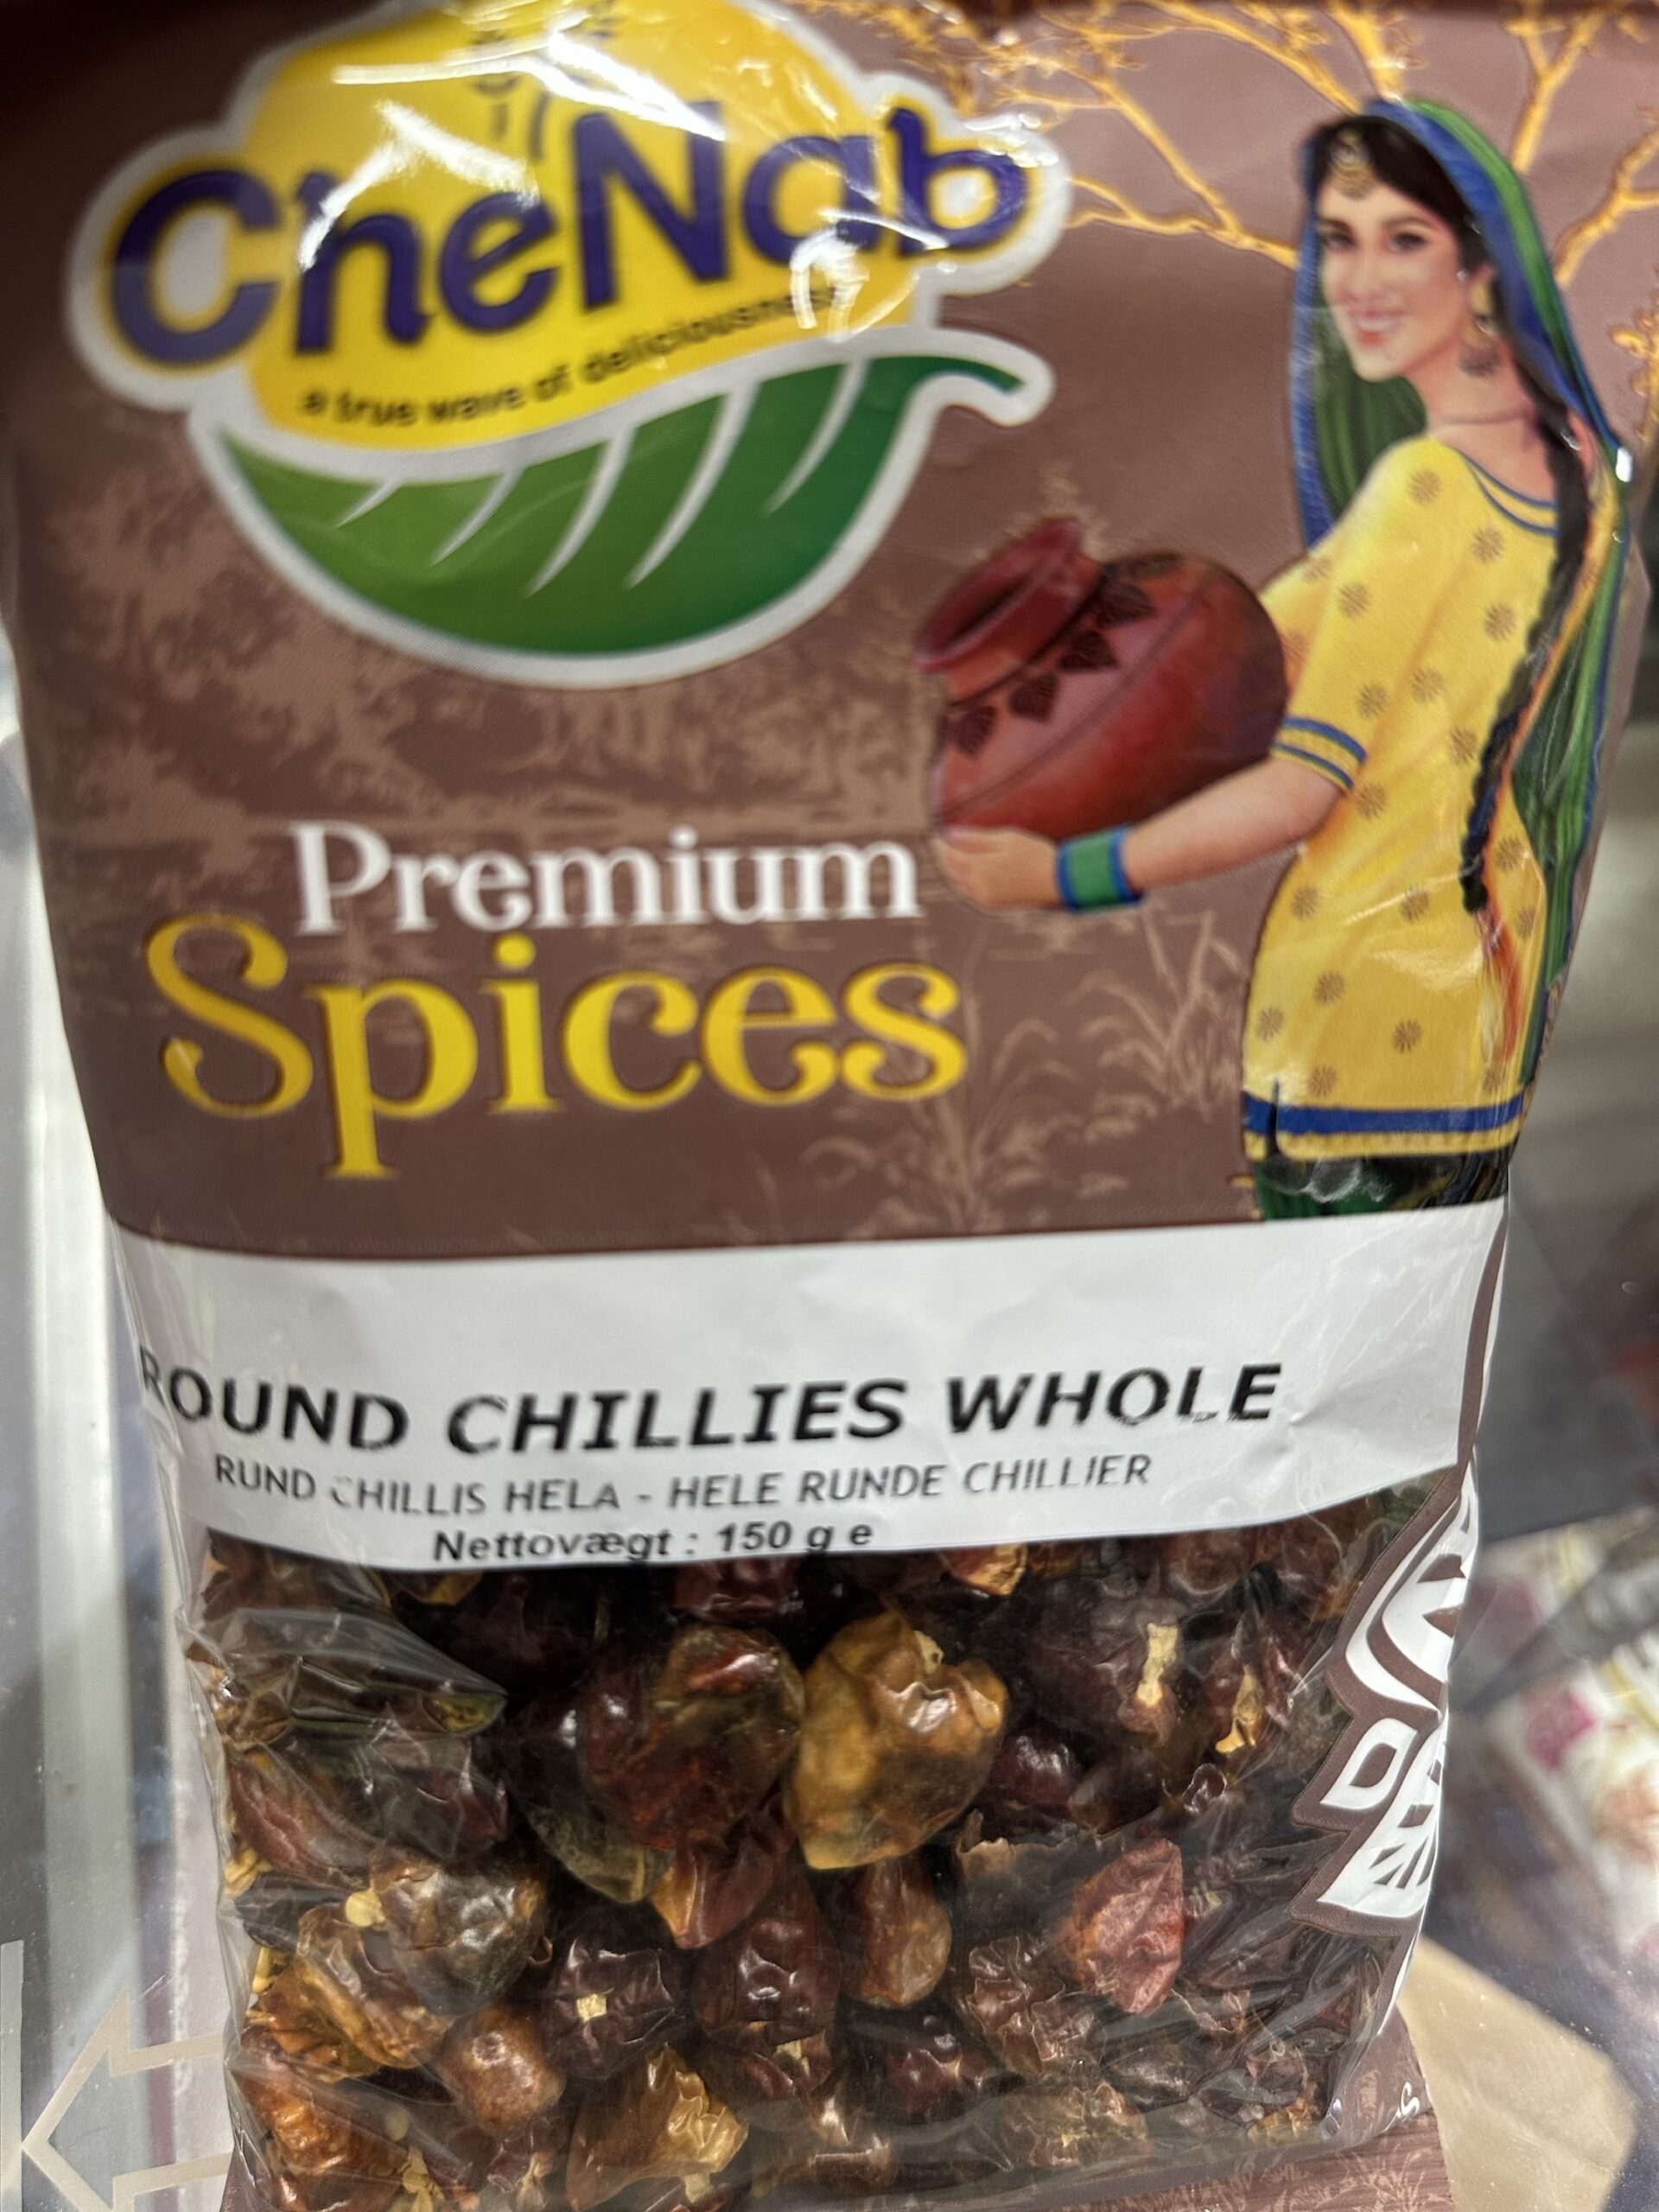 CheNab
a true wave of deliciousness
Premium
Spices
ROUND CHILLIES WHOLE
RUND CHILLIS HELA - HELE RUNDE CHILLIER
Nettovægt : 150 g e